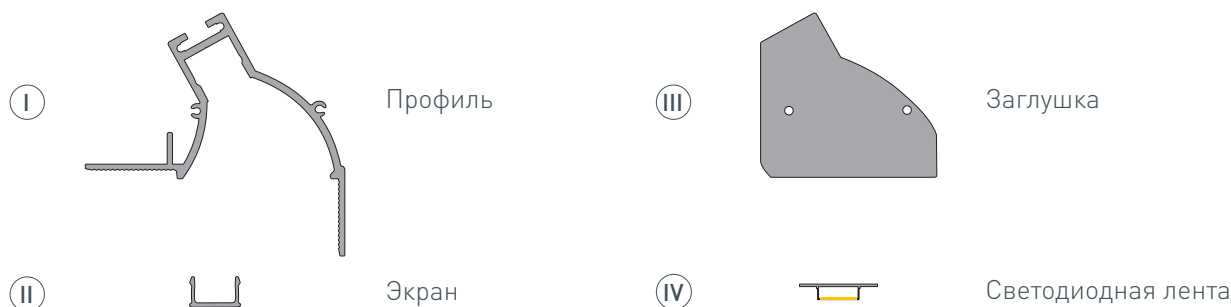 I
Профиль
III
Заглушка
II
Экран
IV
Светодиодная лента